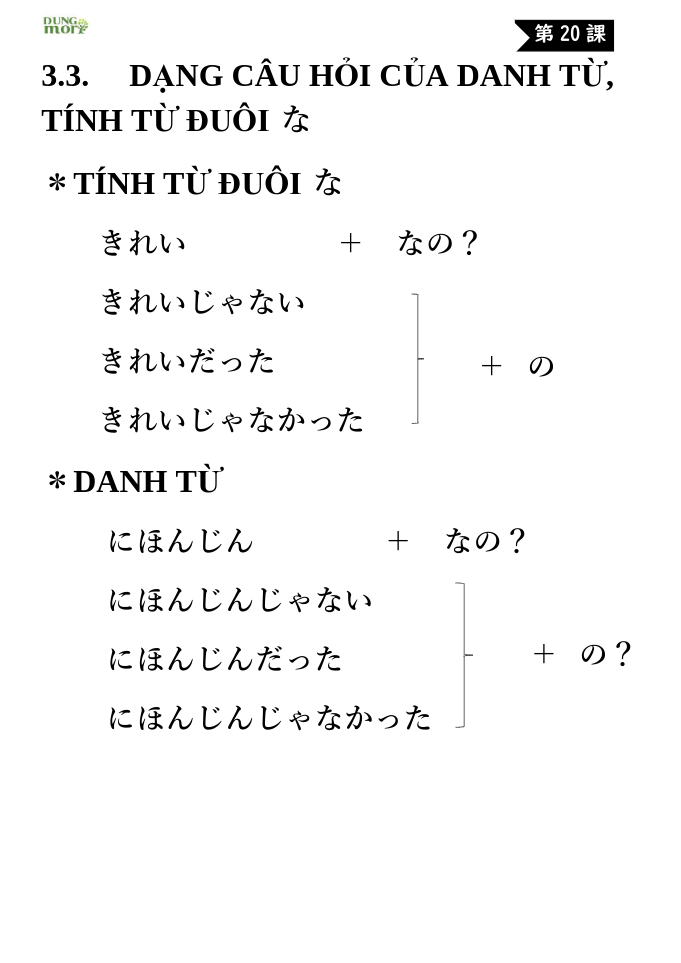 DUNG
mori
第 20 課
3.3. DẠNG CÂU HỎI CỦA DANH TỪ,
TÍNH TỪ ĐUÔI な
＊TÍNH TỪ ĐUÔI な
きれい ＋ なの？
きれいじゃない
きれいだった
＋ の
きれいじゃなかった
＊DANH TỪ
にほんじん ＋ なの？
にほんじんじゃない
にほんじんだった
＋ の？
にほんじんじゃなかった